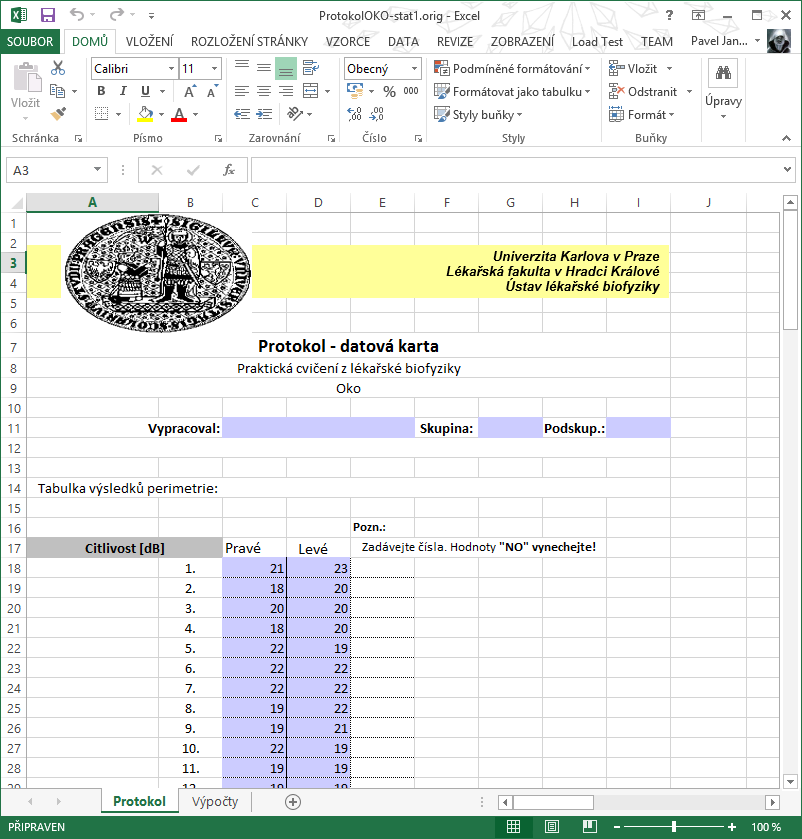 ProtokolOKO-stat1.orig - Excel
SOUBOR DOMŮ VLOŽENÍ ROZLOŽENÍ STRÁNKY VZORCE DATA REVIZE ZOBRAZENÍ Load Test TEAM Pavel Jan...
Vložit
Calibri 11
B I U
A A
A
Obecný
% 000
Podmíněné formátování
Formátovat jako tabulku
Styly buňky
Vložit
Odstranit
Formát
Úpravy
Schránka Písmo Zarovnání Číslo Styly Buňky
A3 fx
A B C D E F G H I J
1
2
3 Univerzita Karlova v Praze
Lékařská fakulta v Hradci Králové
4 Ústav lékařské biofyziky
5
6
7 Protokol - datová karta
8 Praktická cvičení z lékařské biofyziky
9 Oko
10
11 Vypracoval: Skupina: Podskup.:
12
13
14 Tabulka výsledků perimetrie:
15
16 Pozn.:
17 Citlivost [dB] Pravé Levé Zadávejte čísla. Hodnoty "NO" vynechejte!
18 1. 21 23
19 2. 18 20
20 3. 20 20
21 4. 18 20
22 5. 22 19
23 6. 22 22
24 7. 22 22
25 8. 19 22
26 9. 19 21
27 10. 22 19
28 11. 19 19
29 12. 19 19
Protokol Výpočty
PŘIPRAVEN 100 %